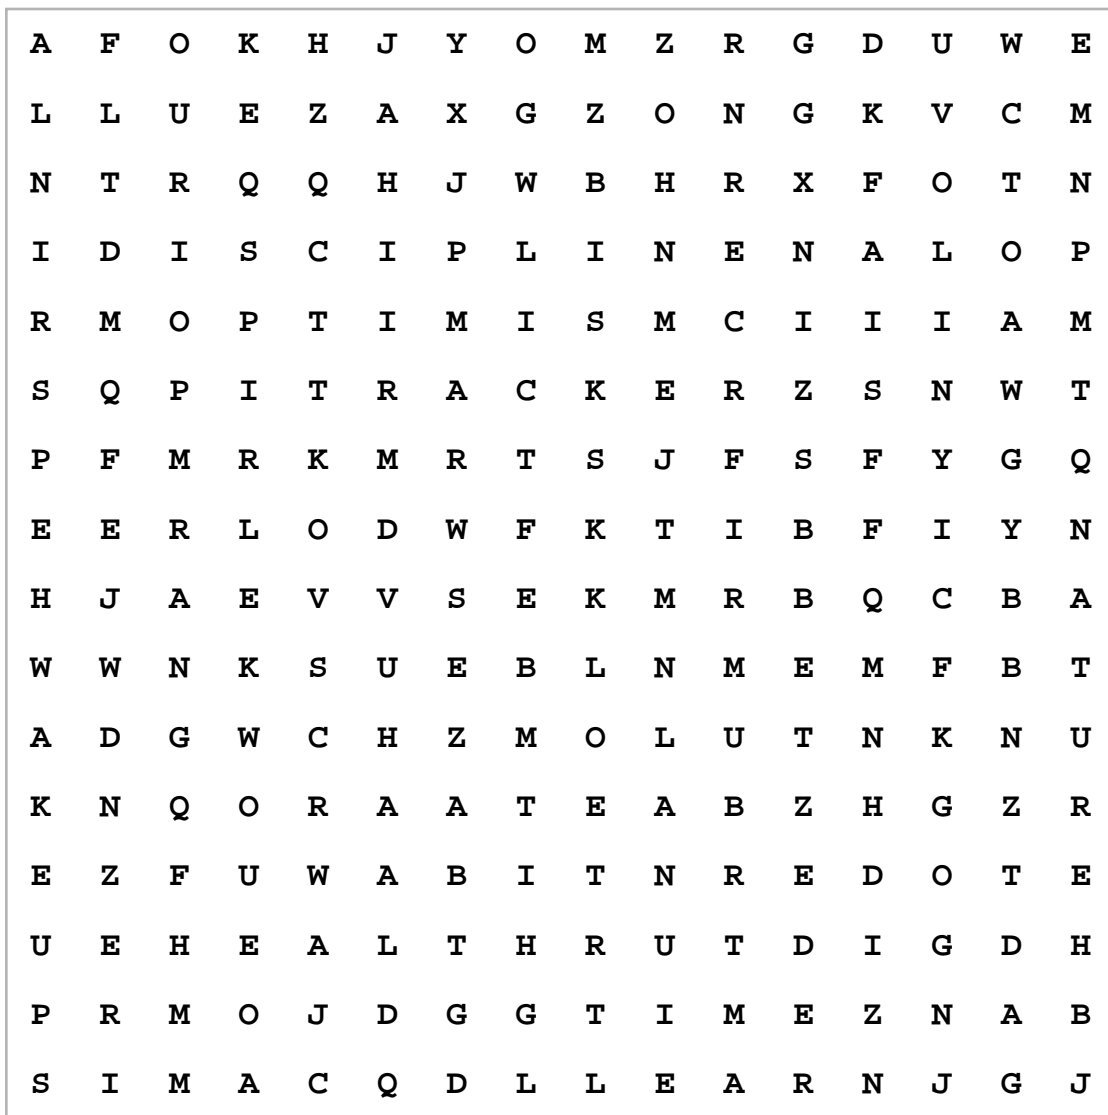 A F O K H J Y O M Z R G D U W E
L L U E Z A X G Z O N G K V C M
N T R Q Q H J W B H R X F O T N
I D I S C I P L I N E N A L O P
R M O P T I M I S M C I I I A M
S Q P I T R A C K E R Z S N W T
P F M R K M R T S J F S F Y G Q
E E R L O D W F K T I B F I Y N
H J A E V V S E K M R B Q C B A
W W N K S U E B L N M E M F B T
A D G W C H Z M O L U T N K N U
K N Q O R A A T E A B Z H G Z R
E Z F U W A B I T N R E D O T E
U E H E A L T H R U T D I G D H
P R M O J D G G T I M E Z N A B
S I M A C Q D L L E A R N J G J